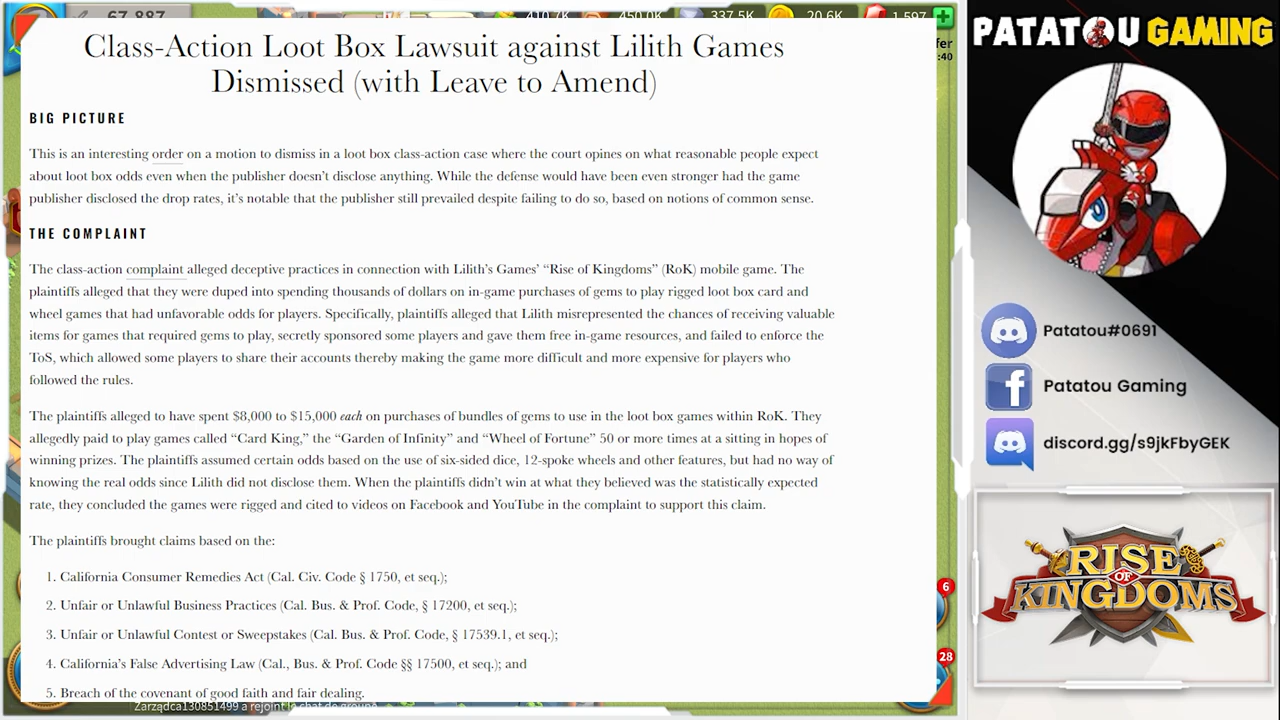 67,887
410.7K
450.0K
337.5K
20.6K
1,597
Class-Action Loot Box Lawsuit against Lilith Games
Dismissed (with Leave to Amend)
BIG PICTURE
This is an interesting order on a motion to dismiss in a loot box class-action case where the court opines on what reasonable people expect
about loot box odds even when the publisher doesn't disclose anything. While the defense would have been even stronger had the game
publisher disclosed the drop rates, it's notable that the publisher still prevailed despite failing to do so, based on notions of common sense.
THE COMPLAINT
The class-action complaint alleged deceptive practices in connection with Lilith's Games' “Rise of Kingdoms” (RoK) mobile game. The
plaintiffs alleged that they were duped into spending thousands of dollars on in-game purchases of gems to play rigged loot box card and
wheel games that had unfavorable odds for players. Specifically, plaintiffs alleged that Lilith misrepresented the chances of receiving valuable
items for games that required gems to play, secretly sponsored some players and gave them free in-game resources, and failed to enforce the
ToS, which allowed some players to share their accounts thereby making the game more difficult and more expensive for players who
followed the rules.
The plaintiffs alleged to have spent $8,000 to $15,000 each on purchases of bundles of gems to use in the loot box games within RoK. They
allegedly paid to play games called “Card King,” the “Garden of Infinity” and “Wheel of Fortune” 50 or more times at a sitting in hopes of
winning prizes. The plaintiffs assumed certain odds based on the use of six-sided dice, 12-spoke wheels and other features, but had no way of
knowing the real odds since Lilith did not disclose them. When the plaintiffs didn't win at what they believed was the statistically expected
rate, they concluded the games were rigged and cited to videos on Facebook and YouTube in the complaint to support this claim.
The plaintiffs brought claims based on the:
1. California Consumer Remedies Act (Cal. Civ. Code § 1750, et seq.);
2. Unfair or Unlawful Business Practices (Cal. Bus. & Prof. Code, § 17200, et seq.);
3. Unfair or Unlawful Contest or Sweepstakes (Cal. Bus. & Prof. Code, § 17539.1, et seq.);
4. California's False Advertising Law (Cal., Bus. & Prof. Code §§ 17500, et seq.); and
5. Breach of the covenant of good faith and fair dealing.
Zarządca130851499 a rejoint le chat de groupe
fer
:40
6
28
PATATOU GAMING
Patatou#0691
Patatou Gaming
discord.gg/s9jkFbyGEK
RISE
OF
KINGDOMS